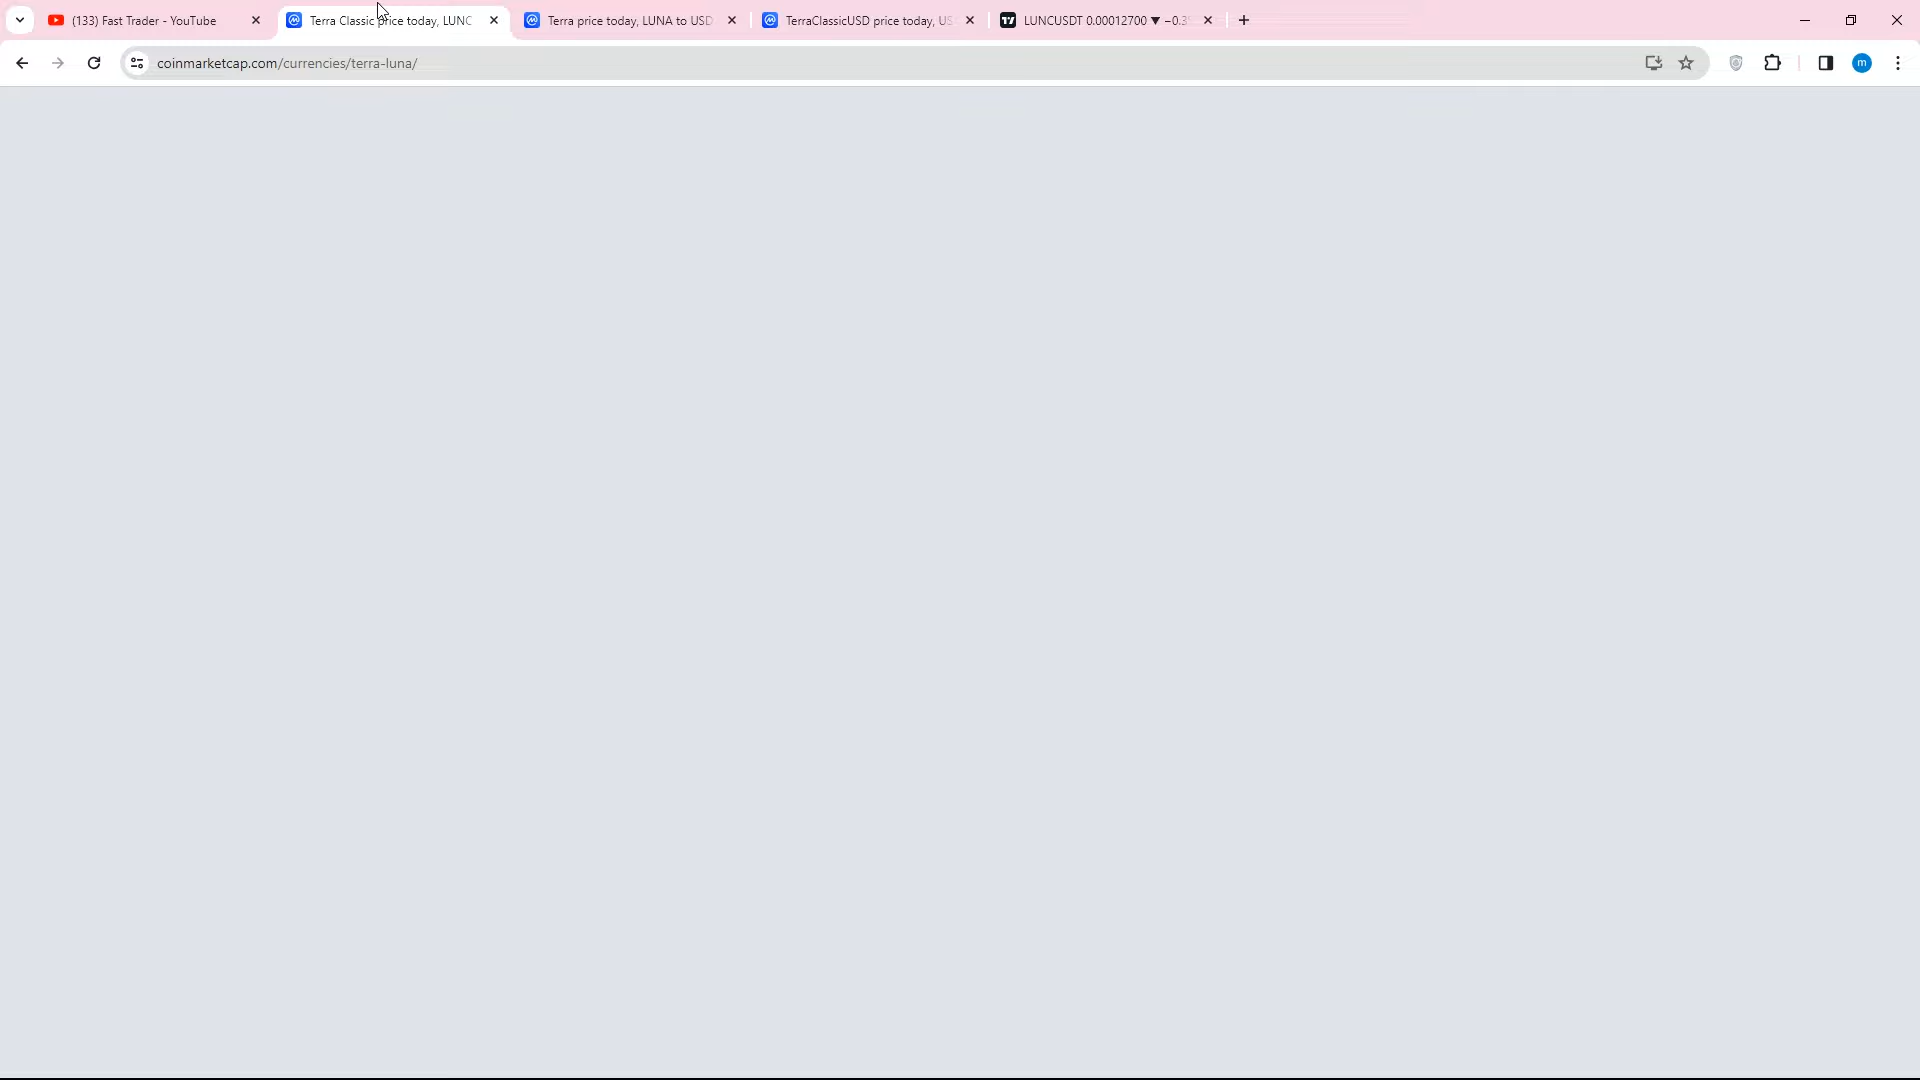 (133) Fast Trader - YouTube
Terra Classic price today, LUNC
Terra price today, LUNA to USD
TerraClassicUSD price today, US
LUNCUSDT 0.00012700 ▼ −0.3
coinmarketcap.com/currencies/terra-luna/
m